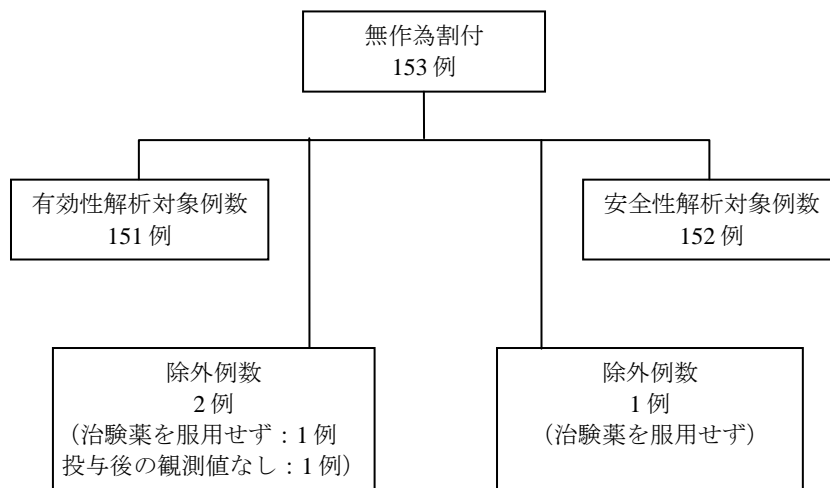 無作為割付
153 例
有効性解析対象例数
151 例
安全性解析対象例数
152 例
除外例数
2 例
（治験薬を服用せず：1 例
投与後の観測値なし：1 例）
除外例数
1 例
（治験薬を服用せず）